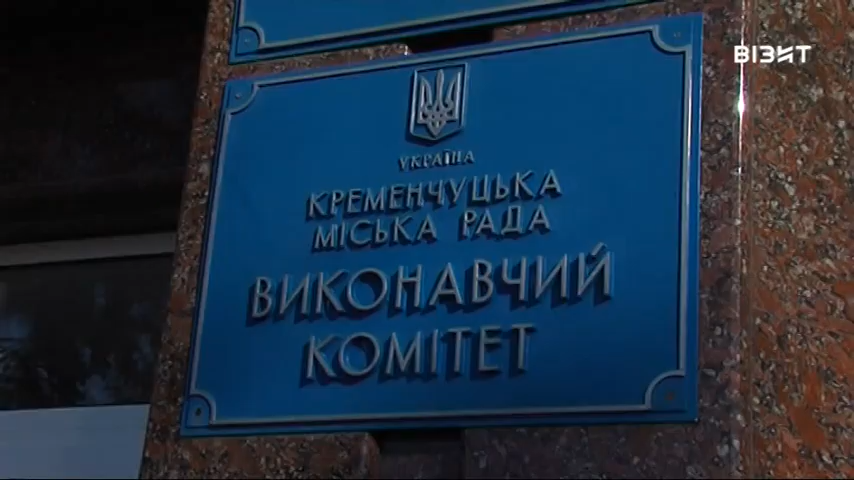 ВІЗИТ
УКРАЇНА
КРЕМЕНЧУЦЬКА
МІСЬКА РАДА
ВИКОНАВЧИЙ
КОМІТЕТ